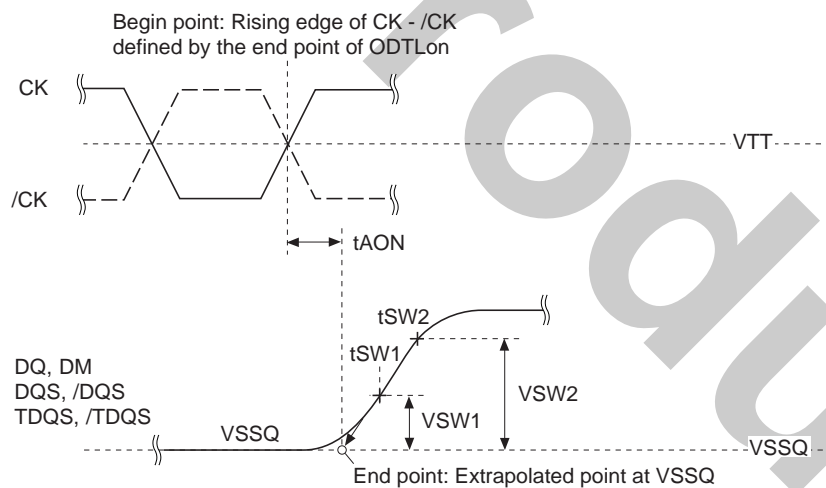 Begin point: Rising edge of CK - /CK
defined by the end point of ODTLon
CK
VTT
/CK
tAON
tSW2
tSW1
DQ, DM
DQS, /DQS
TDQS, /TDQS
VSW2
VSW1
VSSQ
VSSQ
End point: Extrapolated point at VSSQ
rodu